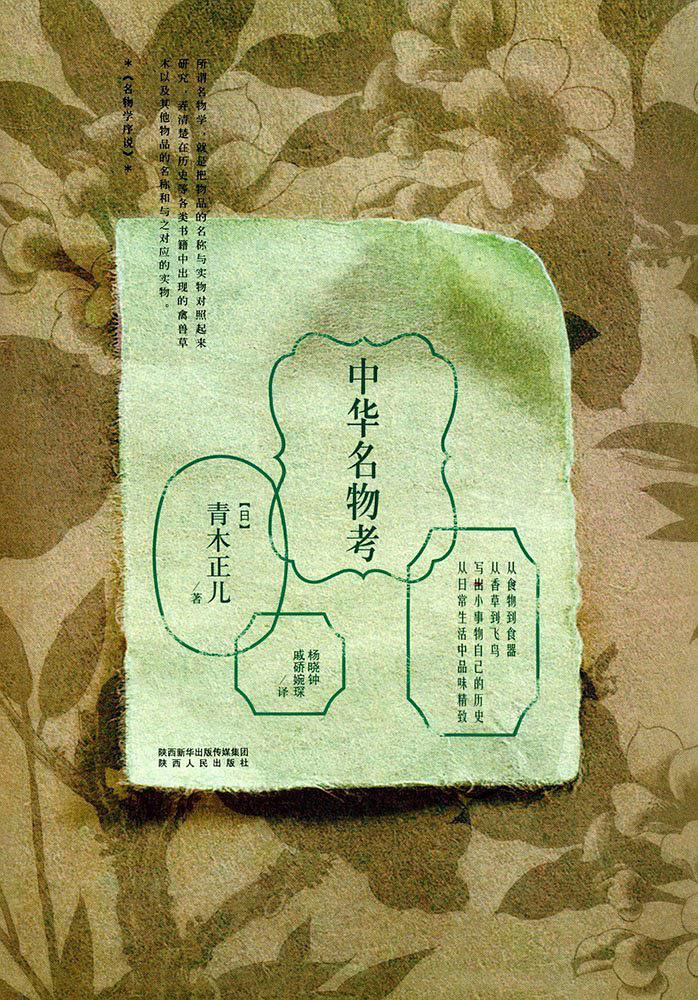 所谓名物学，就是把物品的名称与实物对照起来
研究，弄清楚在历史等各类书籍中出现的禽兽草
木以及其他物品的名称和与之对应的实物。
*《名物学序说》*
中华名物考
【日】
青木正儿
/著
从食物到食器
从香草到飞鸟
写出小事物自己的历史
从日常生活中品味精致
杨晓钟
戚硚婉琛
/译
陕西新华出版传媒集团
陕西人民出版社